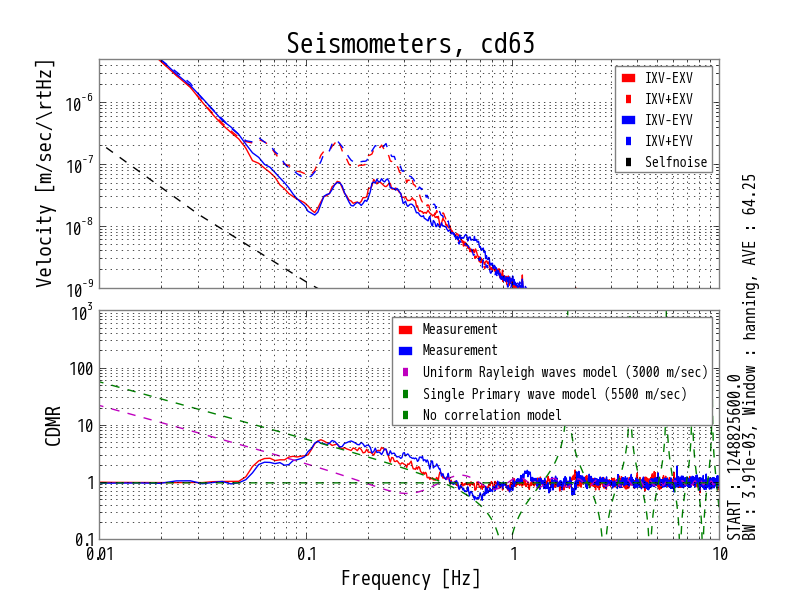 Seismometers, cd63
Velocity [m/sec/\rtHz]
10^-6
10^-7
10^-8
10^-9
IXV-EXV
IXV+EXV
IXV-EYV
IXV+EYV
Selfnoise
CDMR
10^3
100
10
1
0.1
Measurement
Measurement
Uniform Rayleigh waves model (3000 m/sec)
Single Primary wave model (5500 m/sec)
No correlation model
0.01
0.1
1
10
Frequency [Hz]
START : 1248825600.0
BW : 3.91e-03, Window : hanning, AVE : 64.25